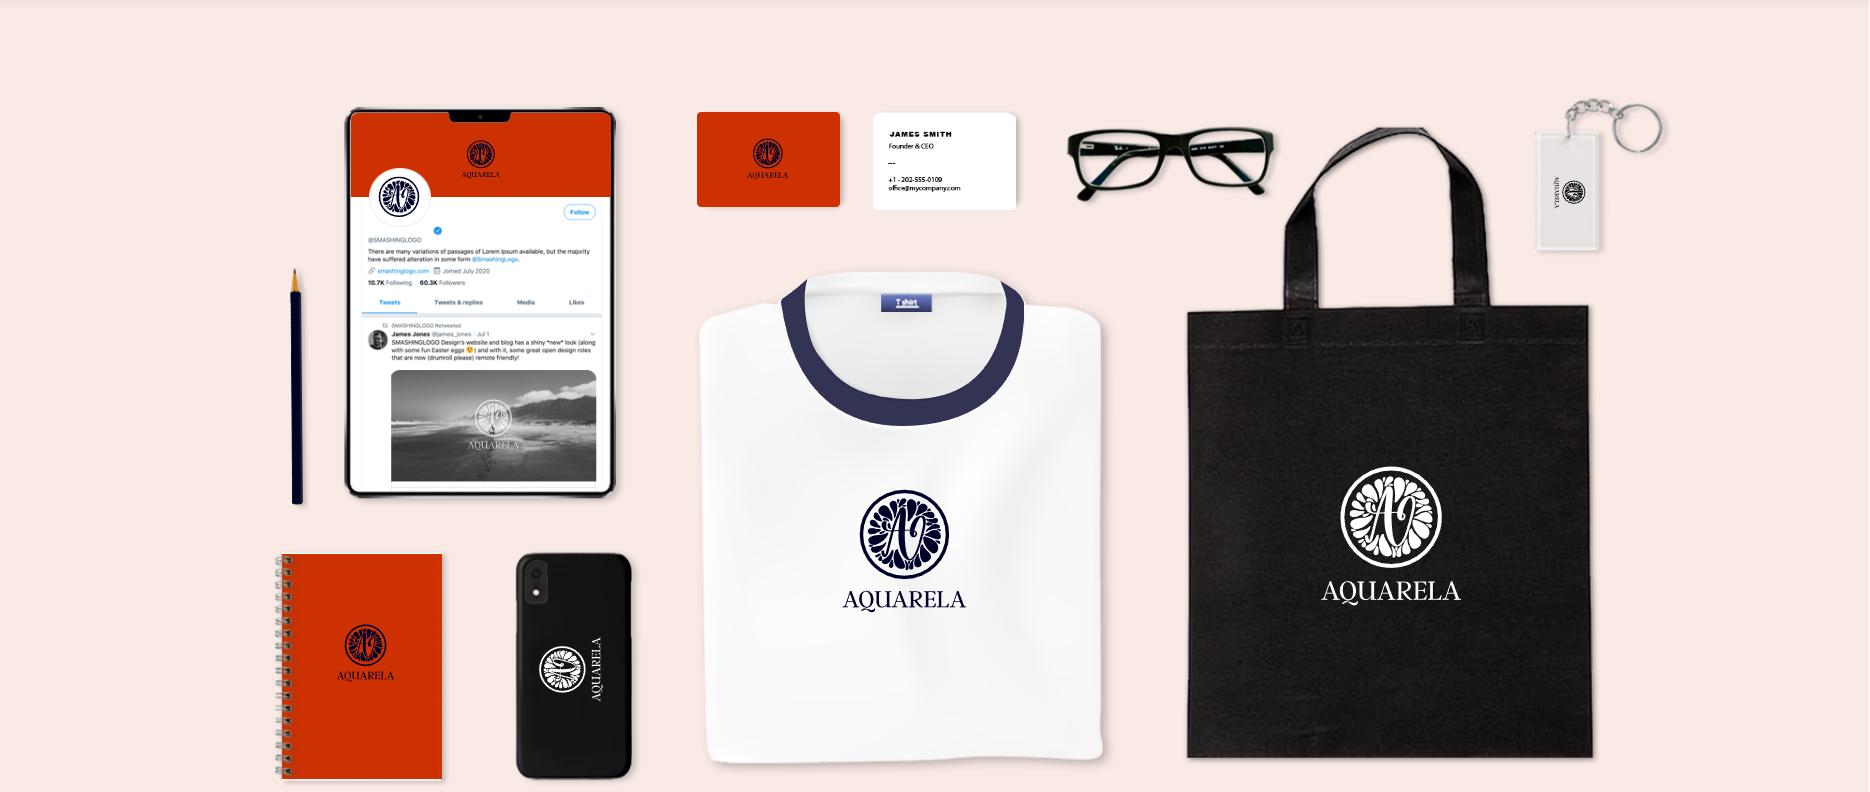 AQUARELA
Follow
@SMASHINGLOGO
There are many variations of passages of Lorem Ipsum available, but the majority
have suffered alteration in some form @SmashingLogo.
smashinglogo.com Joined July 2020
10.7K Following 60.3K Followers
Tweets Tweets & replies Media Likes
SMASHINGLOGO Retweeted
James Jones @james_jones · Jul 1
SMASHINGLOGO Design's website and blog has a shiny *new* look (along
with some fun Easter eggs 😗) and with it, some great open design roles
that are now (drumroll please) remote friendly!
AQUARELA
AQUARELA
JAMES SMITH
Founder & CEO
---
+1 - 202-555-0109
office@mycompany.com
AQUARELA
T shirt
AQUARELA
AQUARELA
AQUARELA
AQUARELA